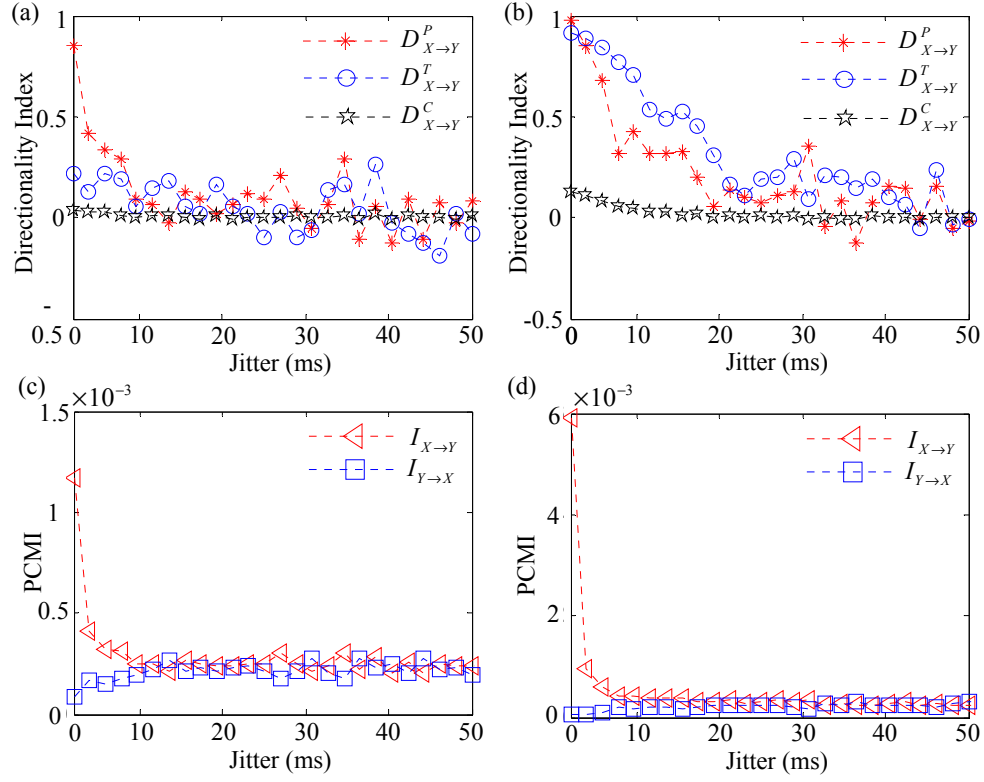 (a)
1
0.5
0
-
0.5
Directionality Index
D^P_{X→Y}
D^T_{X→Y}
D^C_{X→Y}
0 10 20 30 40 50
Jitter (ms)
(b)
1
0.5
0
-0.5
Directionality Index
D^P_{X→Y}
D^T_{X→Y}
D^C_{X→Y}
0 10 20 30 40 50
Jitter (ms)
(c)
×10⁻³
1.5
1
0.5
0
PCMI
I_{X→Y}
I_{Y→X}
0 10 20 30 40 50
Jitter (ms)
(d)
×10⁻³
6
4
2
0
PCMI
I_{X→Y}
I_{Y→X}
0 10 20 30 40 50
Jitter (ms)